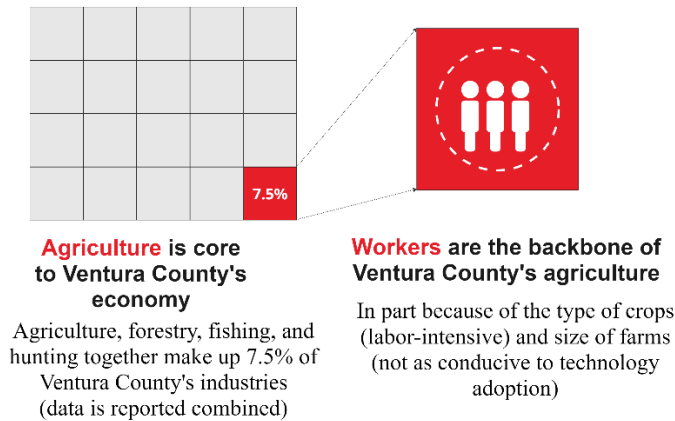 7.5%
Agriculture is core
to Ventura County's
economy
Agriculture, forestry, fishing, and
hunting together make up 7.5% of
Ventura County's industries
(data is reported combined)
Workers are the backbone of
Ventura County's agriculture
In part because of the type of crops
(labor-intensive) and size of farms
(not as conducive to technology
adoption)